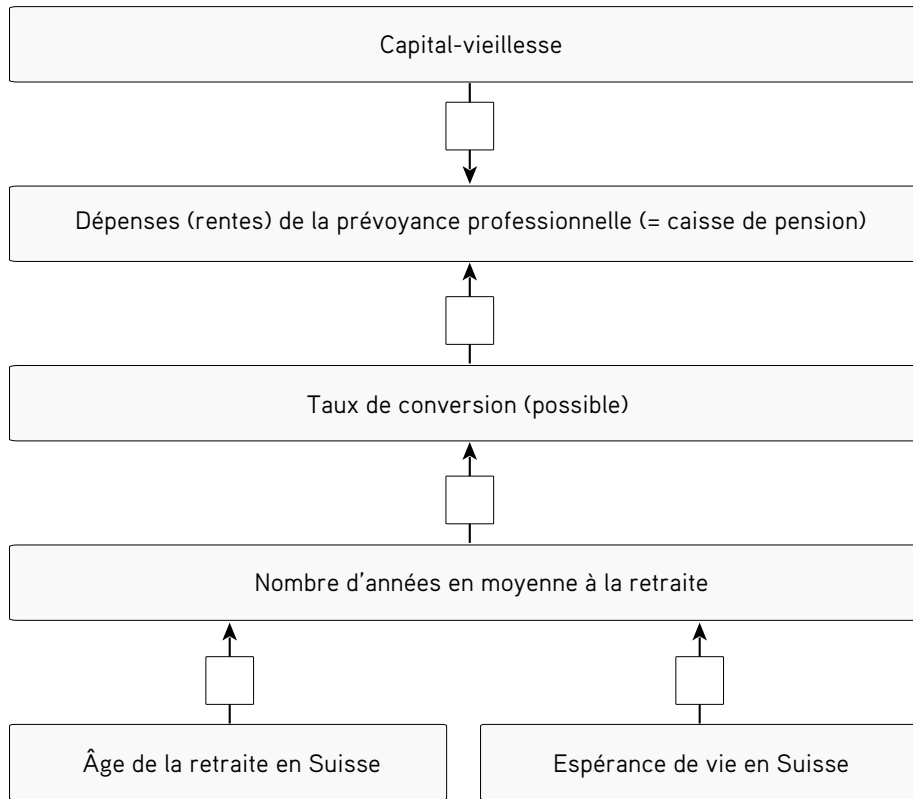 Capital-vieillesse
Dépenses (rentes) de la prévoyance professionnelle (= caisse de pension)
Taux de conversion (possible)
Nombre d’années en moyenne à la retraite
Âge de la retraite en Suisse
Espérance de vie en Suisse